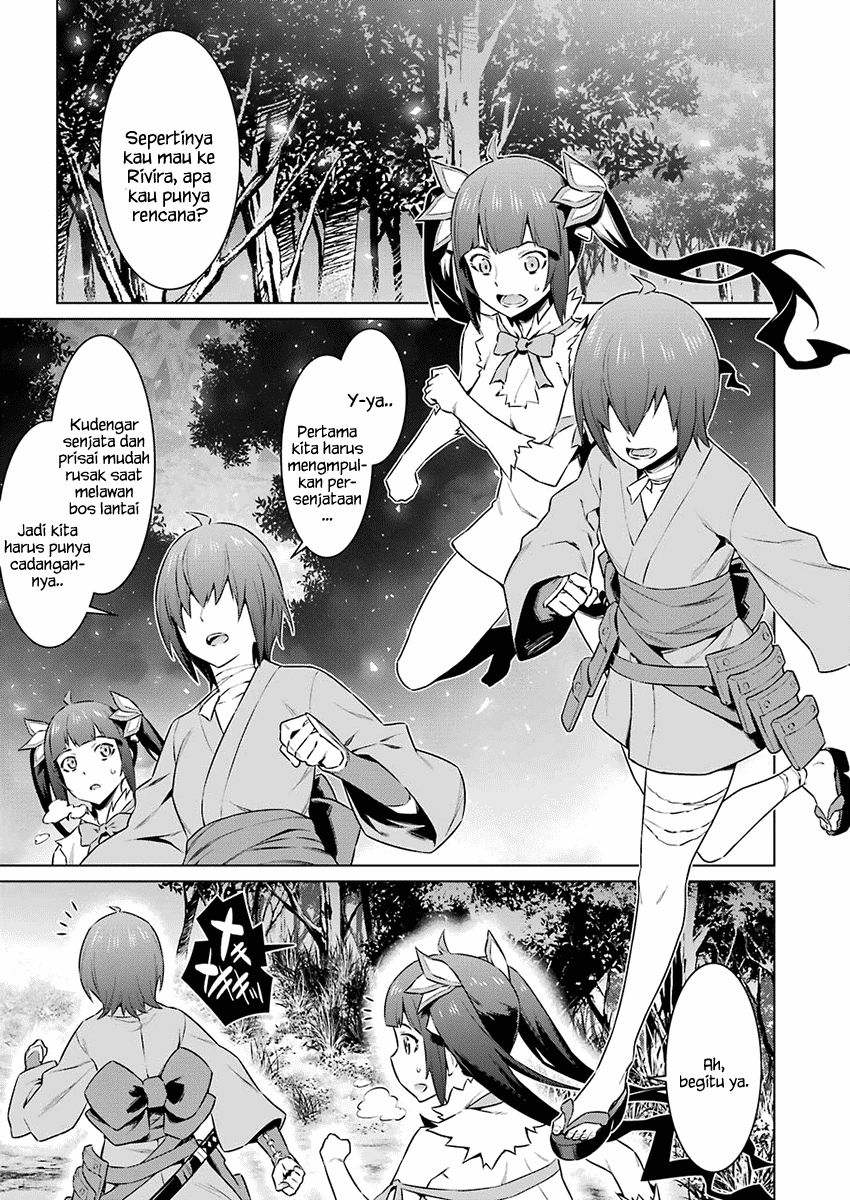 Sepertinya
kau mau ke
Rivira, apa
kau punya
rencana?
Y-ya..
Pertama
kita harus
mengmpul-
kan per-
senjataan
...
Kudengar
senjata dan
prisai mudah
rusak saat
melawan
bos lantai
Jadi kita
harus punya
cadangan-
nya..
Ah,
begitu ya.